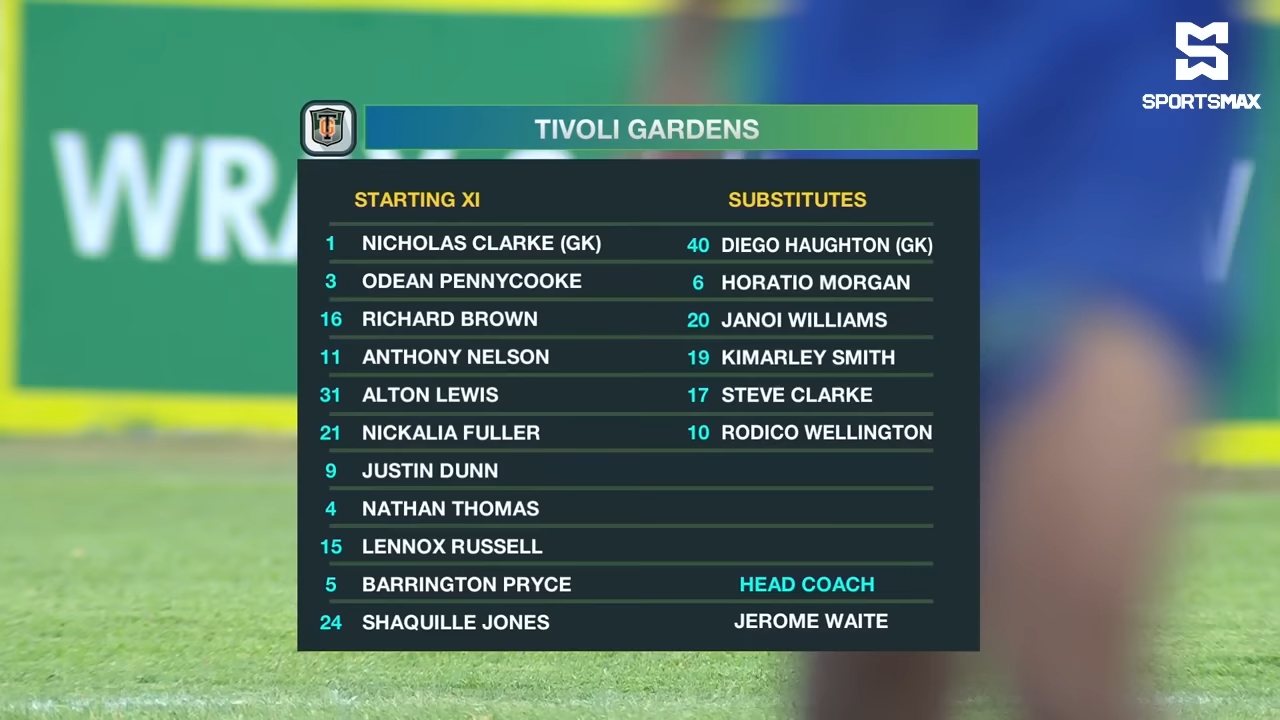 SPORTSMAX
TIVOLI GARDENS
STARTING XI
1 NICHOLAS CLARKE (GK)
3 ODEAN PENNYCOOKE
16 RICHARD BROWN
11 ANTHONY NELSON
31 ALTON LEWIS
21 NICKALIA FULLER
9 JUSTIN DUNN
4 NATHAN THOMAS
15 LENNOX RUSSELL
5 BARRINGTON PRYCE
24 SHAQUILLE JONES
SUBSTITUTES
40 DIEGO HAUGHTON (GK)
6 HORATIO MORGAN
20 JANOI WILLIAMS
19 KIMARLEY SMITH
17 STEVE CLARKE
10 RODICO WELLINGTON
HEAD COACH
JEROME WAITE